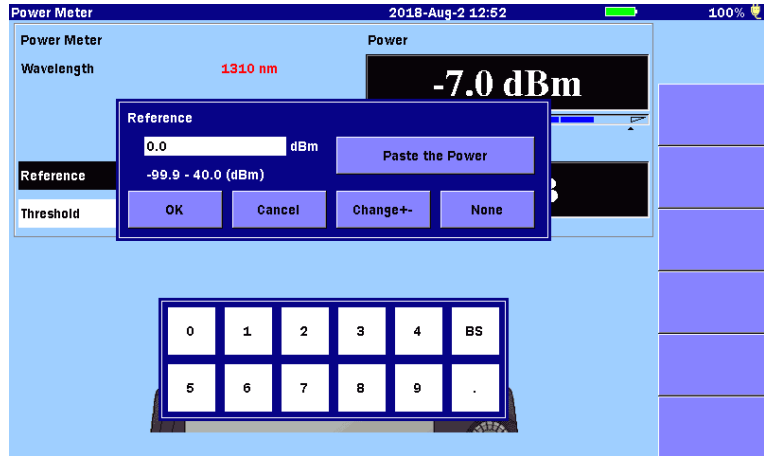 Power Meter 2018-Aug-2 12:52 100%
Power Meter Power
Wavelength 1310 nm
-7.0 dBm
Reference
0.0 dBm
Paste the Power
-99.9 - 40.0 (dBm)
Reference
OK Cancel Change+- None
Threshold
0 1 2 3 4 BS
5 6 7 8 9 .